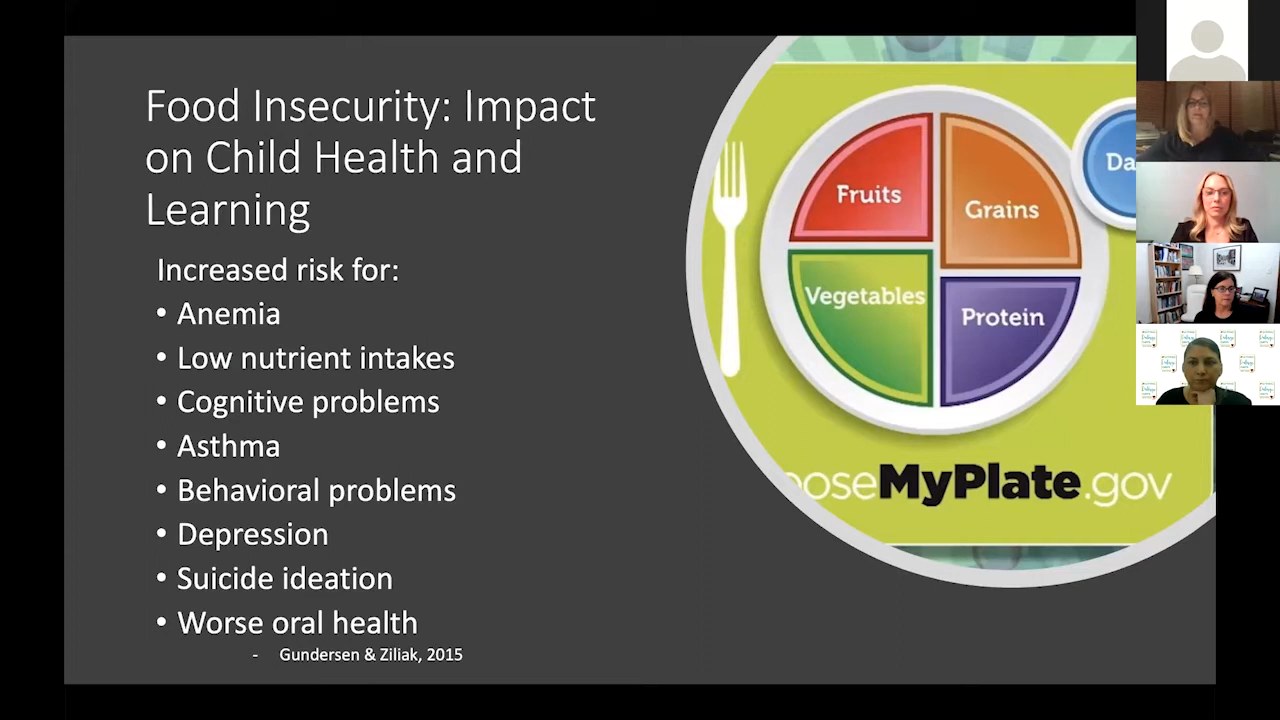 Food Insecurity: Impact
on Child Health and
Learning
Increased risk for:
• Anemia
• Low nutrient intakes
• Cognitive problems
• Asthma
• Behavioral problems
• Depression
• Suicide ideation
• Worse oral health
- Gundersen & Ziliak, 2015
Fruits
Grains
Da
Vegetables
Protein
ooseMyPlate.gov